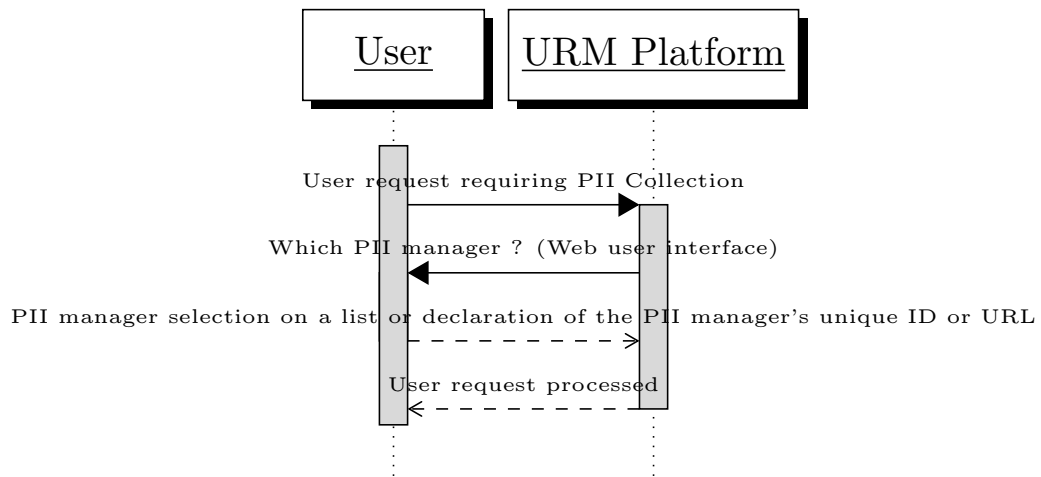 User
URM Platform
User request requiring PII Collection
Which PII manager ? (Web user interface)
PII manager selection on a list or declaration of the PII manager's unique ID or URL
User request processed